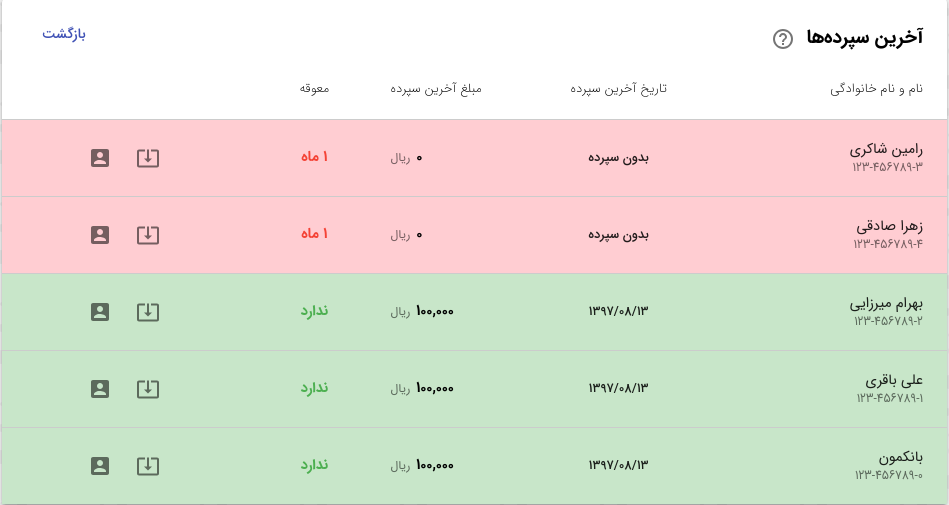 آخرین سپرده‌ها
بازگشت
نام و نام خانوادگی تاریخ آخرین سپرده مبلغ آخرین سپرده معوقه
رامین شاکری
۱۲۳-۴۵۶۷۸۹-۳
بدون سپرده ۰ ریال ۱ ماه
زهرا صادقی
۱۲۳-۴۵۶۷۸۹-۴
بدون سپرده ۰ ریال ۱ ماه
بهرام میرزایی
۱۲۳-۴۵۶۷۸۹-۲
۱۳۹۷/۰۸/۱۳ ۱۰۰,۰۰۰ ریال ندارد
علی باقری
۱۲۳-۴۵۶۷۸۹-۱
۱۳۹۷/۰۸/۱۳ ۱۰۰,۰۰۰ ریال ندارد
بانکمون
۱۲۳-۴۵۶۷۸۹-۰
۱۳۹۷/۰۸/۱۳ ۱۰۰,۰۰۰ ریال ندارد